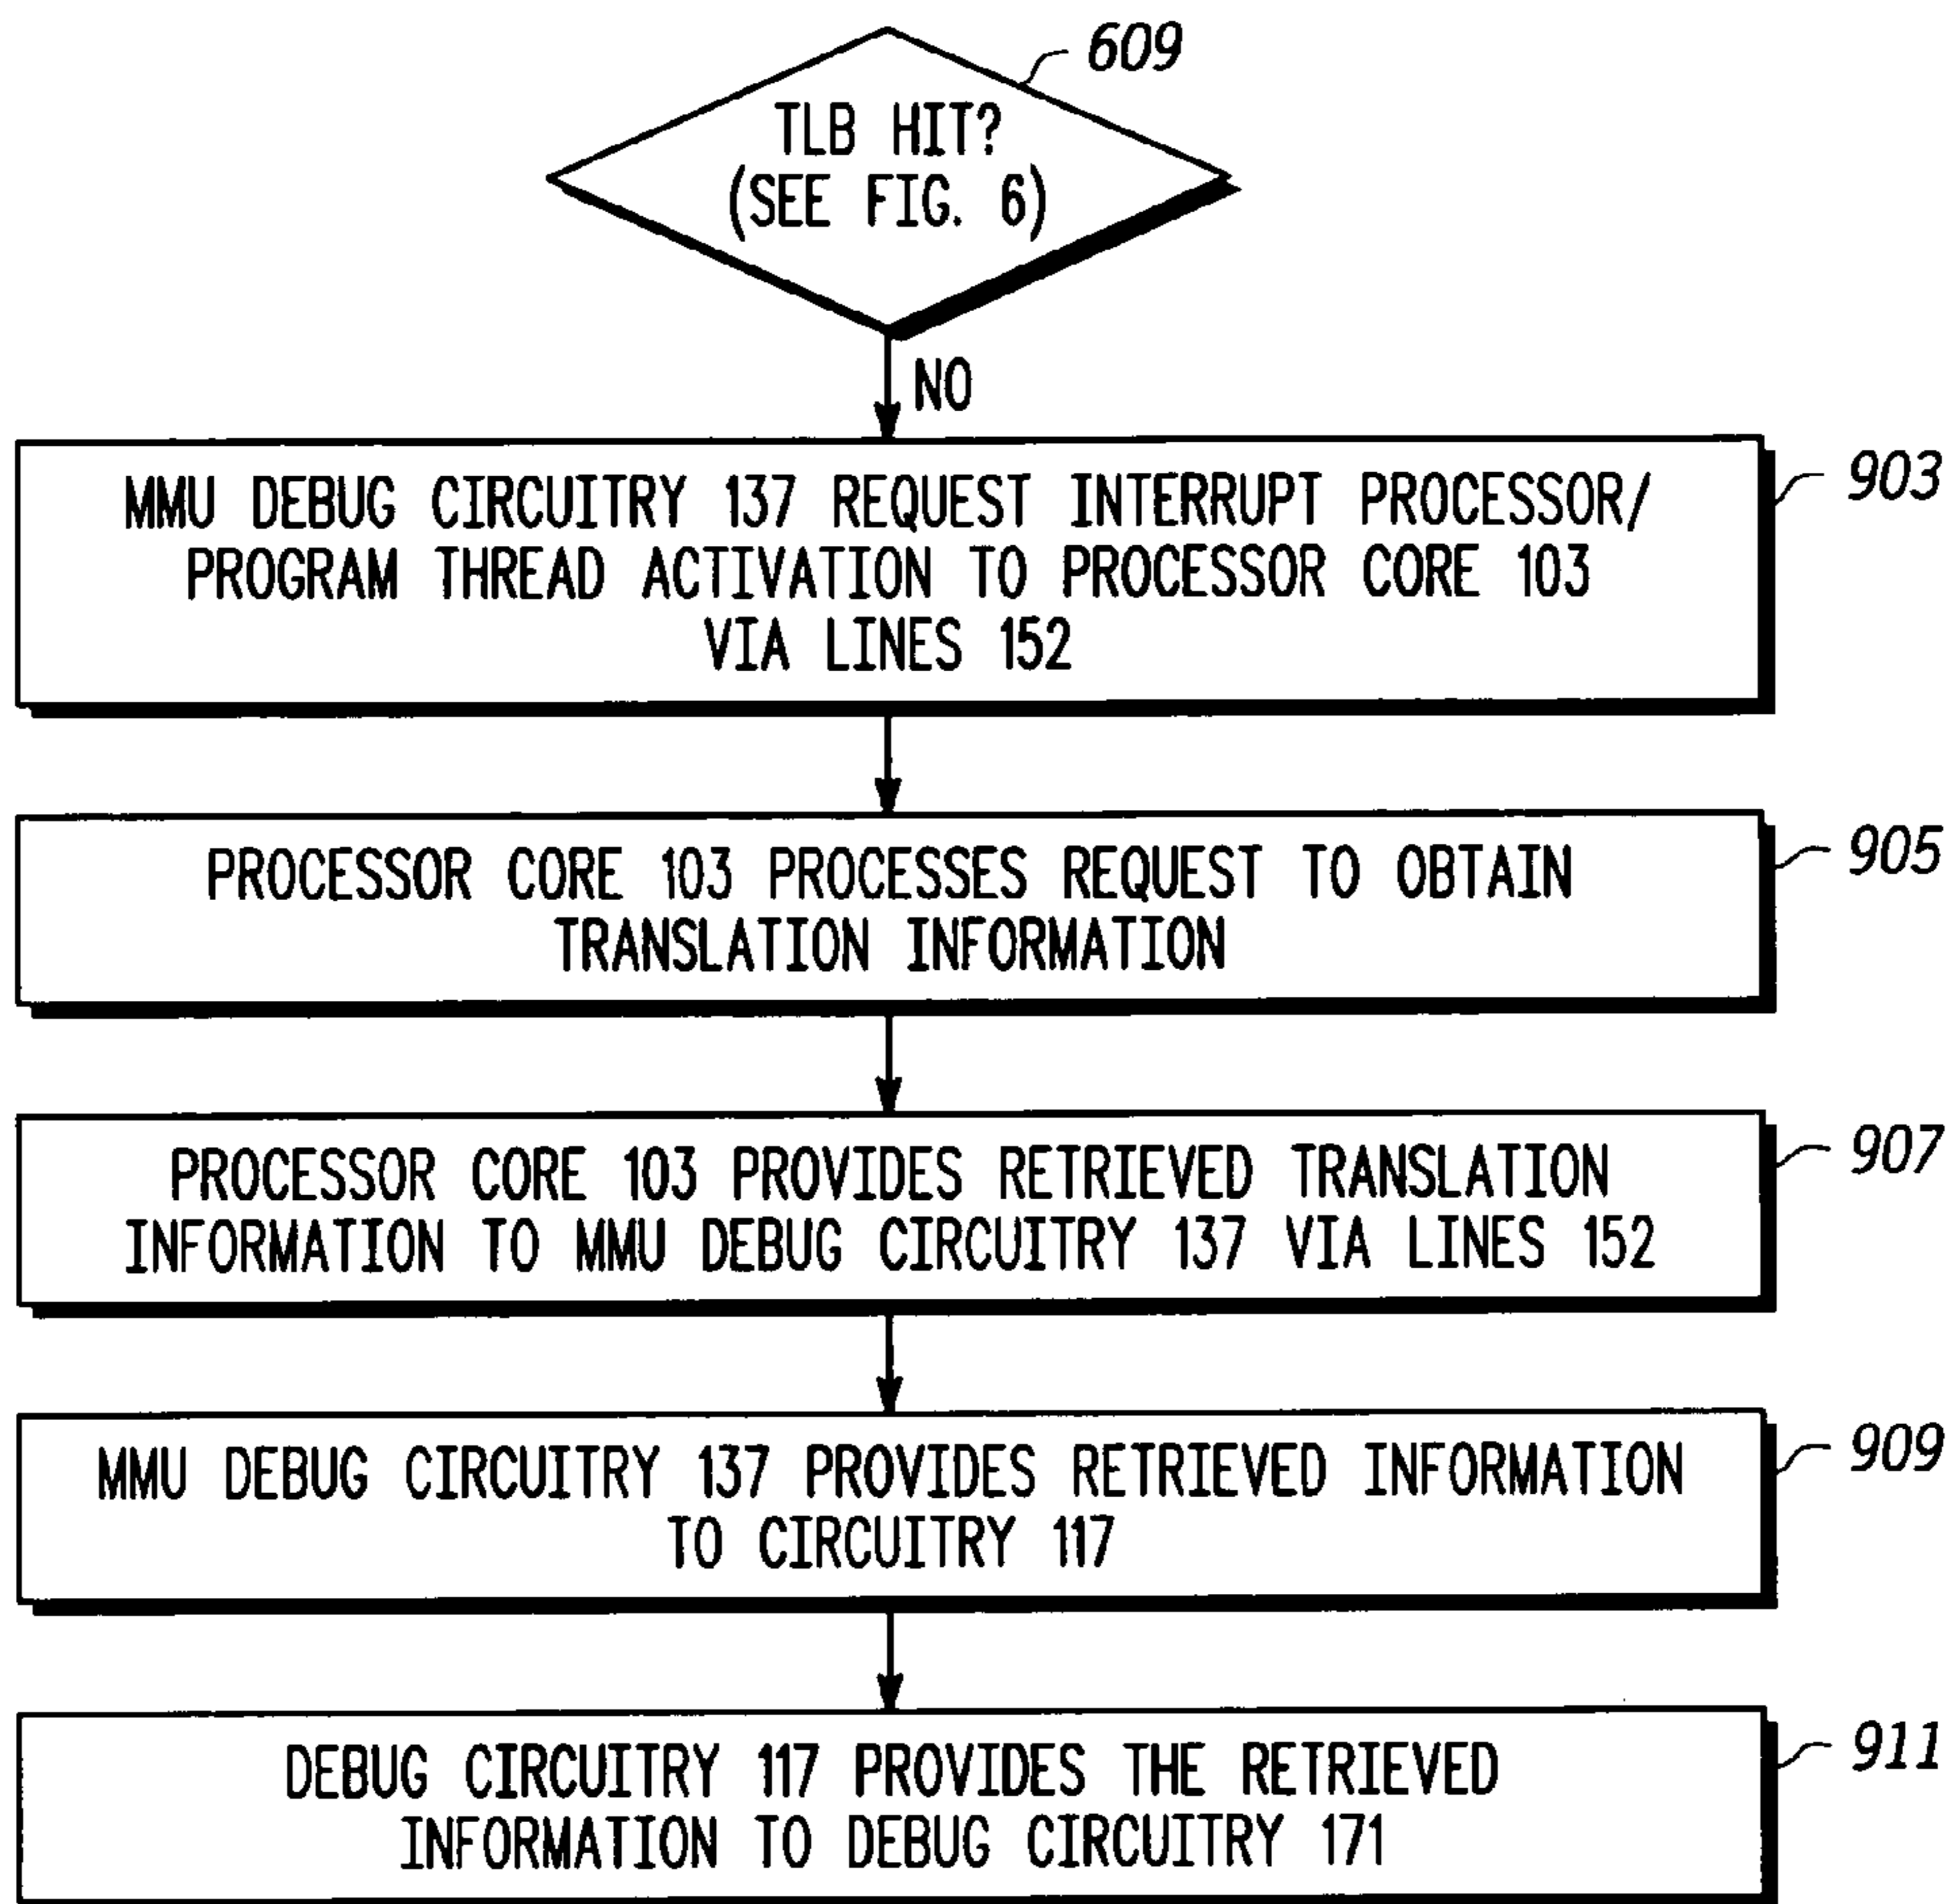 609
TLB HIT?
(SEE FIG. 6)
NO
903
MMU DEBUG CIRCUITRY 137 REQUEST INTERRUPT PROCESSOR/
PROGRAM THREAD ACTIVATION TO PROCESSOR CORE 103
VIA LINES 152
905
PROCESSOR CORE 103 PROCESSES REQUEST TO OBTAIN
TRANSLATION INFORMATION
907
PROCESSOR CORE 103 PROVIDES RETRIEVED TRANSLATION
INFORMATION TO MMU DEBUG CIRCUITRY 137 VIA LINES 152
909
MMU DEBUG CIRCUITRY 137 PROVIDES RETRIEVED INFORMATION
TO CIRCUITRY 117
911
DEBUG CIRCUITRY 117 PROVIDES THE RETRIEVED
INFORMATION TO DEBUG CIRCUITRY 171